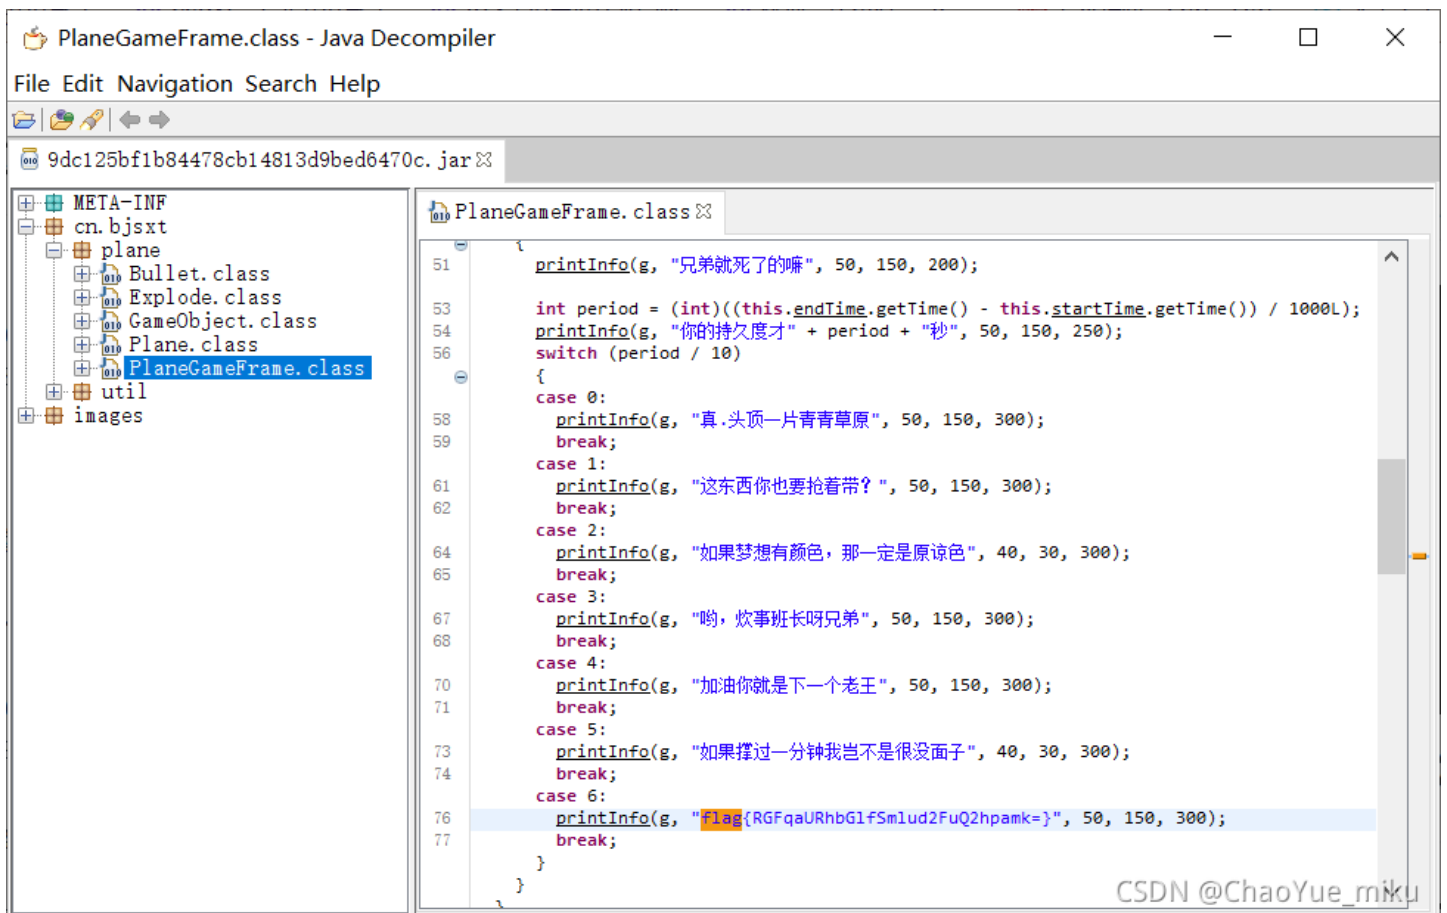 PlaneGameFrame.class - Java Decompiler
File Edit Navigation Search Help
9dc125bf1b84478cb14813d9bed6470c.jar
META-INF
cn.bjsxt
plane
Bullet.class
Explode.class
GameObject.class
Plane.class
PlaneGameFrame.class
util
images
PlaneGameFrame.class
{
51 printInfo(g, "兄弟就死了的嘛", 50, 150, 200);
53 int period = (int)((this.endTime.getTime() - this.startTime.getTime()) / 1000L);
54 printInfo(g, "你的持久度才" + period + "秒", 50, 150, 250);
56 switch (period / 10)
{
case 0:
58 printInfo(g, "真.头顶一片青青草原", 50, 150, 300);
59 break;
case 1:
61 printInfo(g, "这东西你也要抢着带？", 50, 150, 300);
62 break;
case 2:
64 printInfo(g, "如果梦想有颜色，那一定是原谅色", 40, 30, 300);
65 break;
case 3:
67 printInfo(g, "哟，炊事班长呀兄弟", 50, 150, 300);
68 break;
case 4:
70 printInfo(g, "加油你就是下一个老王", 50, 150, 300);
71 break;
case 5:
73 printInfo(g, "如果撑过一分钟我岂不是很没面子", 40, 30, 300);
74 break;
case 6:
76 printInfo(g, "flag{RGFqaURhbGlfSmlud2FuQ2hpamk=}", 50, 150, 300);
77 break;
}
}
}
CSDN @ChaoYue_miku